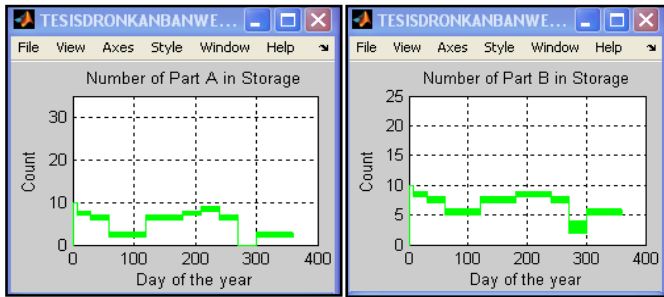 TESISDRONKANBANWE...
File View Axes Style Window Help
Number of Part A in Storage
30
20
10
0
Count
0 100 200 300 400
Day of the year
TESISDRONKANBANWE...
File View Axes Style Window Help
Number of Part B in Storage
25
20
15
10
5
0
Count
0 100 200 300 400
Day of the year